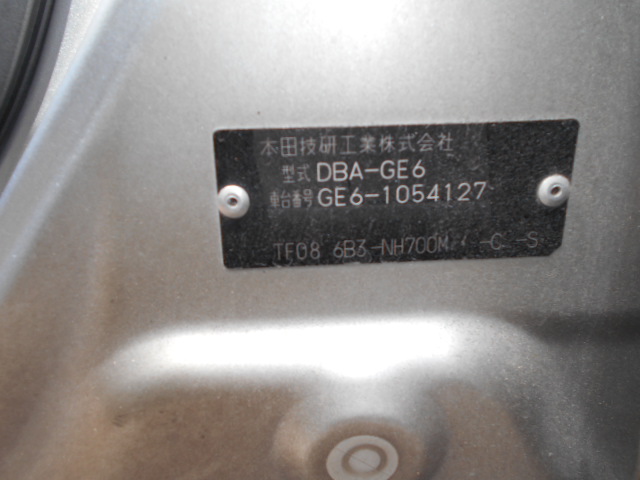 本田技研工業株式会社
型式 DBA-GE6
車台番号 GE6-1054127
TF08 6B3-NH700M -C -S